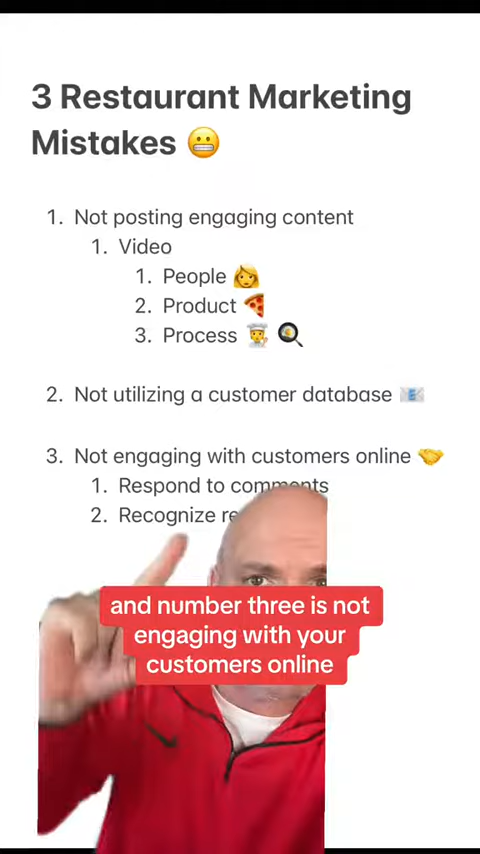 3 Restaurant Marketing
Mistakes 😬
1. Not posting engaging content
1. Video
1. People 👩
2. Product 🍕
3. Process 👨‍🍳 🍳
2. Not utilizing a customer database 📧
3. Not engaging with customers online 🤝
1. Respond to comments
2. Recognize
and number three is not
engaging with your
customers online